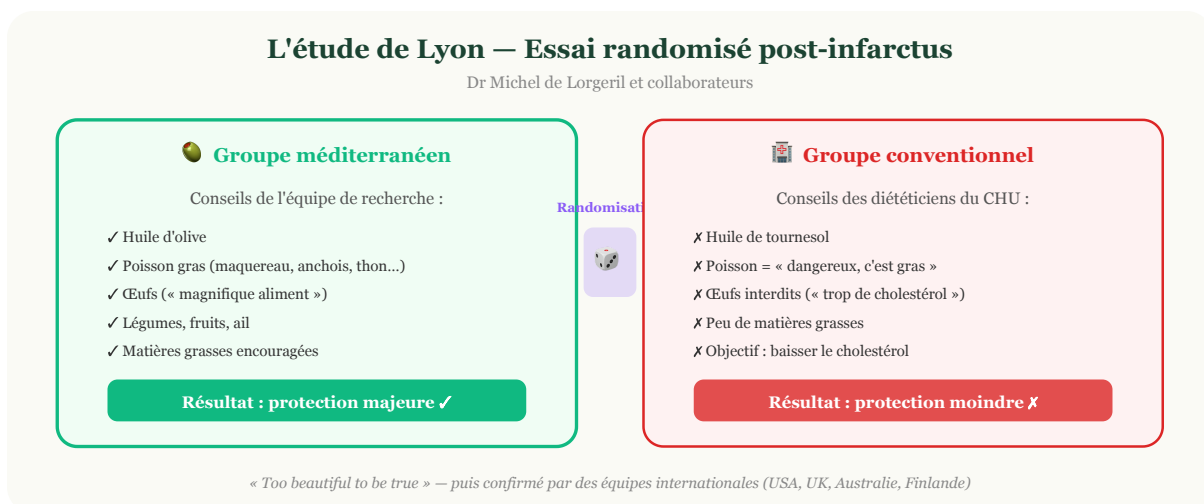 L'étude de Lyon — Essai randomisé post-infarctus
Dr Michel de Lorgeril et collaborateurs
Groupe méditerranéen
Conseils de l'équipe de recherche :
✓ Huile d'olive
✓ Poisson gras (maquereau, anchois, thon...)
✓ Œufs (« magnifique aliment »)
✓ Légumes, fruits, ail
✓ Matières grasses encouragées
Résultat : protection majeure ✓
Randomisati
Groupe conventionnel
Conseils des diététiciens du CHU :
✗ Huile de tournesol
✗ Poisson = « dangereux, c'est gras »
✗ Œufs interdits (« trop de cholestérol »)
✗ Peu de matières grasses
✗ Objectif : baisser le cholestérol
Résultat : protection moindre ✗
« Too beautiful to be true » — puis confirmé par des équipes internationales (USA, UK, Australie, Finlande)